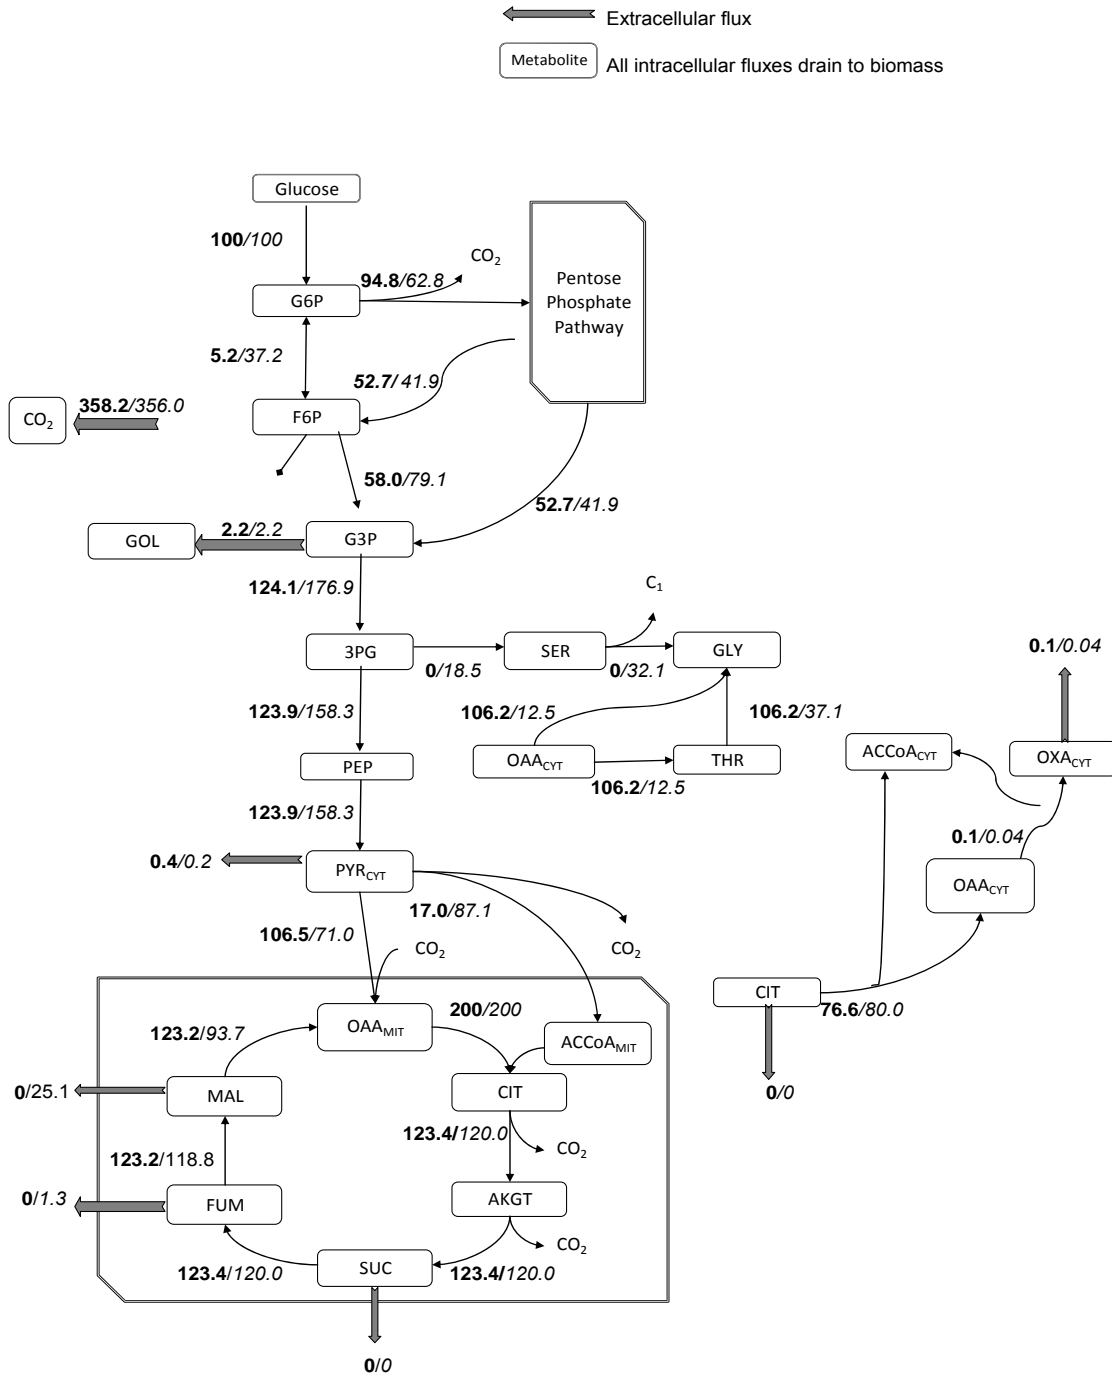 Extracellular flux
Metabolite
All intracellular fluxes drain to biomass
Glucose
100/100
CO2
94.8/62.8
G6P
Pentose
Phosphate
Pathway
5.2/37.2
52.7/ 41.9
CO2
358.2/356.0
F6P
58.0/79.1
52.7/41.9
GOL
2.2/2.2
G3P
124.1/176.9
C1
3PG
SER
GLY
0/18.5
0/32.1
0.1/0.04
123.9/158.3
106.2/12.5
106.2/37.1
PEP
OAACYT
THR
106.2/12.5
ACCoACYT
OXACYT
123.9/158.3
0.1/0.04
0.4/0.2
PYRCYT
OAACYT
17.0/87.1
106.5/71.0
CO2
CO2
CIT
76.6/80.0
0/0
OAAMIT
200/200
ACCoAMIT
123.2/93.7
0/25.1
MAL
CIT
123.4/120.0
CO2
123.2/118.8
0/1.3
FUM
AKGT
CO2
123.4/120.0
SUC
123.4/120.0
0/0